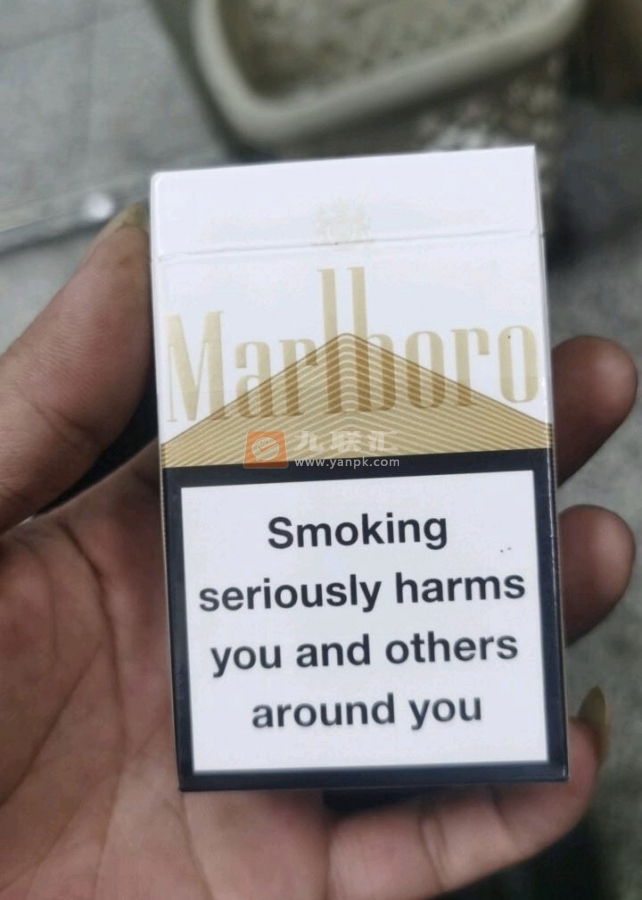 Marlboro
九联汇
www.yanpk.com
Smoking
seriously harms
you and others
around you